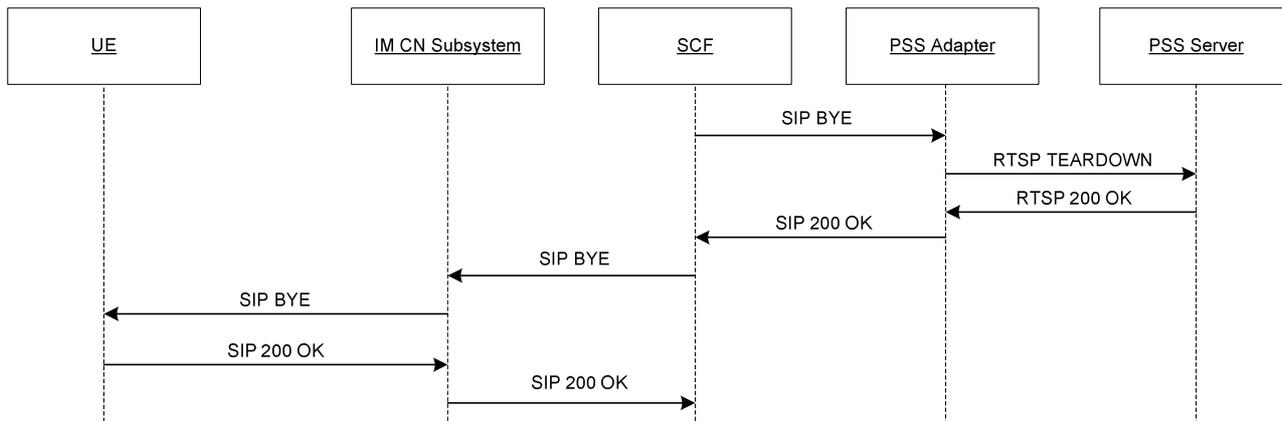 UE
IM CN Subsystem
SCF
PSS Adapter
PSS Server
SIP BYE
RTSP TEARDOWN
RTSP 200 OK
SIP 200 OK
SIP BYE
SIP BYE
SIP 200 OK
SIP 200 OK